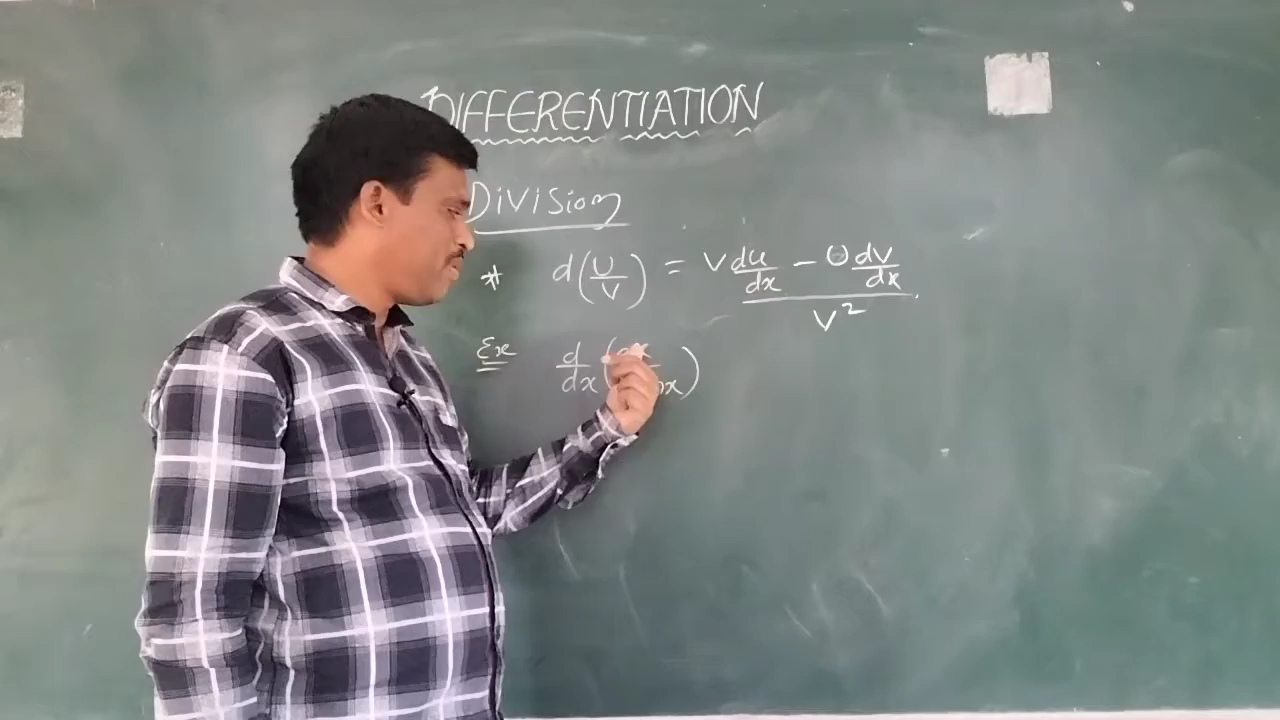 DIFFERENTIATION
Division
* d(U/V) = V du/dx - U dv/dx / V²
Ex d/dx(